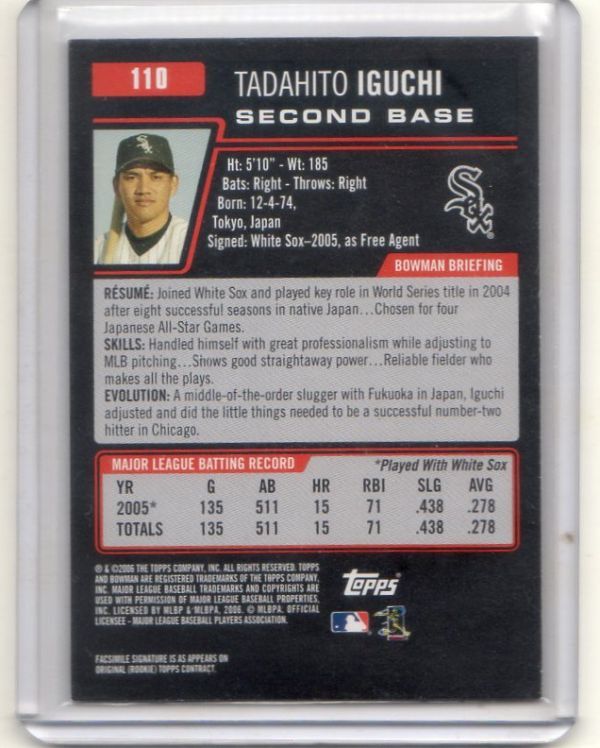 110
TADAHITO IGUCHI
SECOND BASE
Ht: 5'10" - Wt: 185
Bats: Right - Throws: Right
Born: 12-4-74,
Tokyo, Japan
Signed: White Sox–2005, as Free Agent
Sox
BOWMAN BRIEFING
RÉSUMÉ: Joined White Sox and played key role in World Series title in 2004
after eight successful seasons in native Japan...Chosen for four
Japanese All-Star Games.
SKILLS: Handled himself with great professionalism while adjusting to
MLB pitching...Shows good straightaway power...Reliable fielder who
makes all the plays.
EVOLUTION: A middle-of-the-order slugger with Fukuoka in Japan, Iguchi
adjusted and did the little things needed to be a successful number-two
hitter in Chicago.
MAJOR LEAGUE BATTING RECORD *Played With White Sox
YR G AB HR RBI SLG AVG
2005* 135 511 15 71 .438 .278
TOTALS 135 511 15 71 .438 .278
® & ©2006 THE TOPPS COMPANY, INC. ALL RIGHTS RESERVED. TOPPS
AND BOWMAN ARE REGISTERED TRADEMARKS OF THE TOPPS COMPANY,
INC. MAJOR LEAGUE BASEBALL TRADEMARKS AND COPYRIGHTS ARE
USED WITH PERMISSION OF MAJOR LEAGUE BASEBALL PROPERTIES,
INC. LICENSED BY MLBP & MLBPA, 2006. © MLBPA. OFFICIAL
LICENSEE - MAJOR LEAGUE BASEBALL PLAYERS ASSOCIATION.
Topps
FACSIMILE SIGNATURE IS AS APPEARS ON
ORIGINAL (ROOKIE) TOPPS CONTRACT.